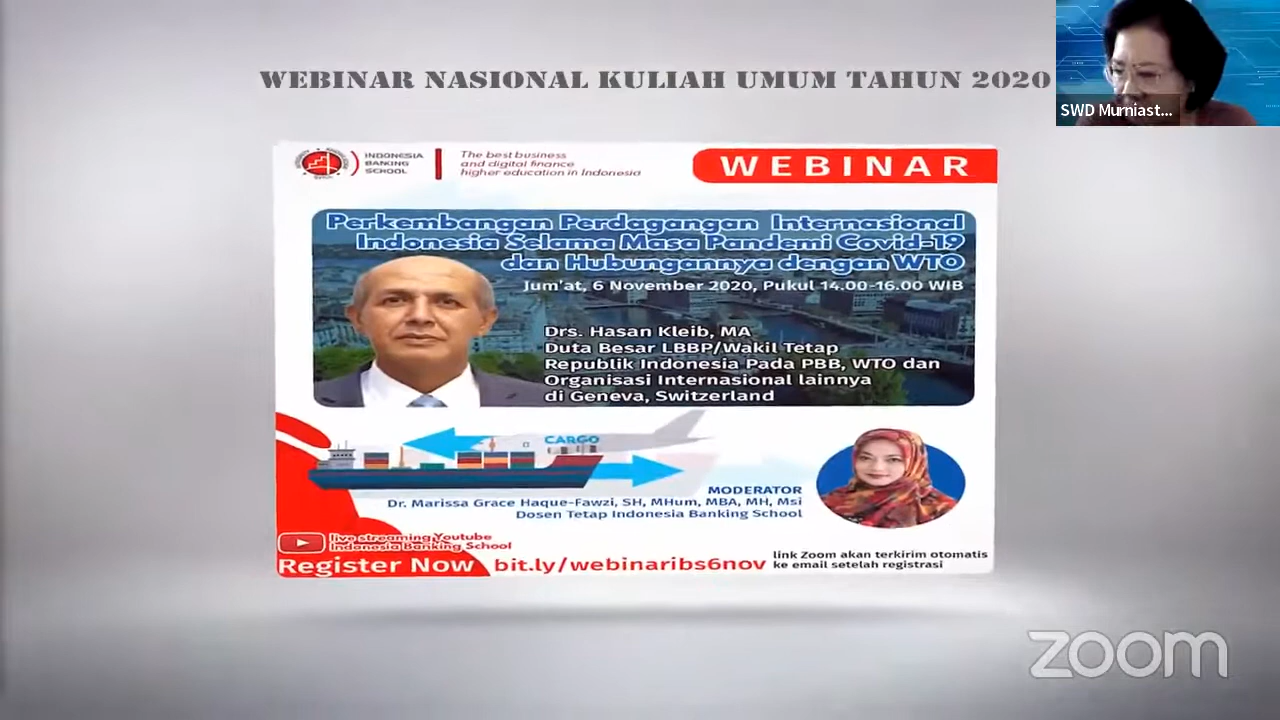 WEBINAR NASIONAL KULIAH UMUM TAHUN 2020
SWD Murniast...
INDONESIA
BANKING
SCHOOL
The best business
and digital finance
higher education in Indonesia
WEBINAR
Perkembangan Perdagangan Internasional
Indonesia Selama Masa Pandemi Covid-19
dan Hubungannya dengan WTO
Jum'at, 6 November 2020, Pukul 14.00-16.00 WIB
Drs. Hasan Kleib, MA
Duta Besar LBBP/Wakil Tetap
Republik Indonesia Pada PBB, WTO dan
Organisasi Internasional lainnya
di Geneva, Switzerland
CARGO
MODERATOR
Dr. Marissa Grace Haque-Fawzi, SH, MHum, MBA, MH, Msi
Dosen Tetap Indonesia Banking School
live streaming Youtube
Indonesia Banking School
Register Now bit.ly/webinaribs6nov
link Zoom akan terkirim otomatis
ke email setelah registrasi
zoom